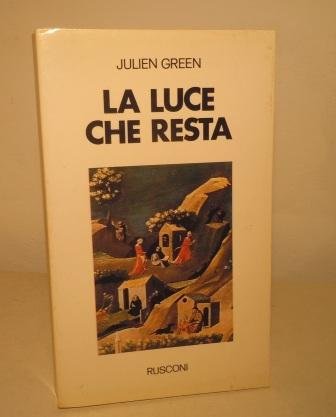 JULIEN GREEN
LA LUCE
CHE RESTA
RUSCONI